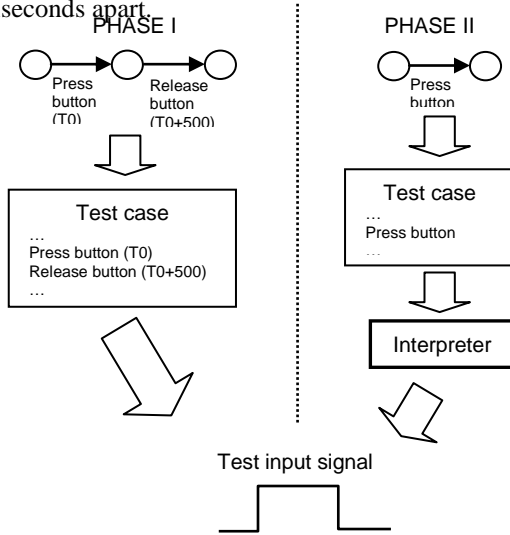 seconds apart.
PHASE I
Press
button
(T0)
Release
button
(T0+500)
Test case
…
Press button (T0)
Release button (T0+500)
…
PHASE II
Press
button
Test case
…
Press button
…
Interpreter
Test input signal